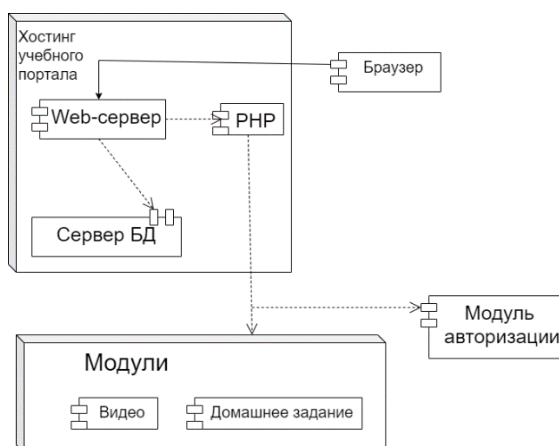 Хостинг
учебного
портала
Браузер
Web-сервер
PHP
Сервер БД
Модуль
авторизации
Модули
Видео
Домашнее задание